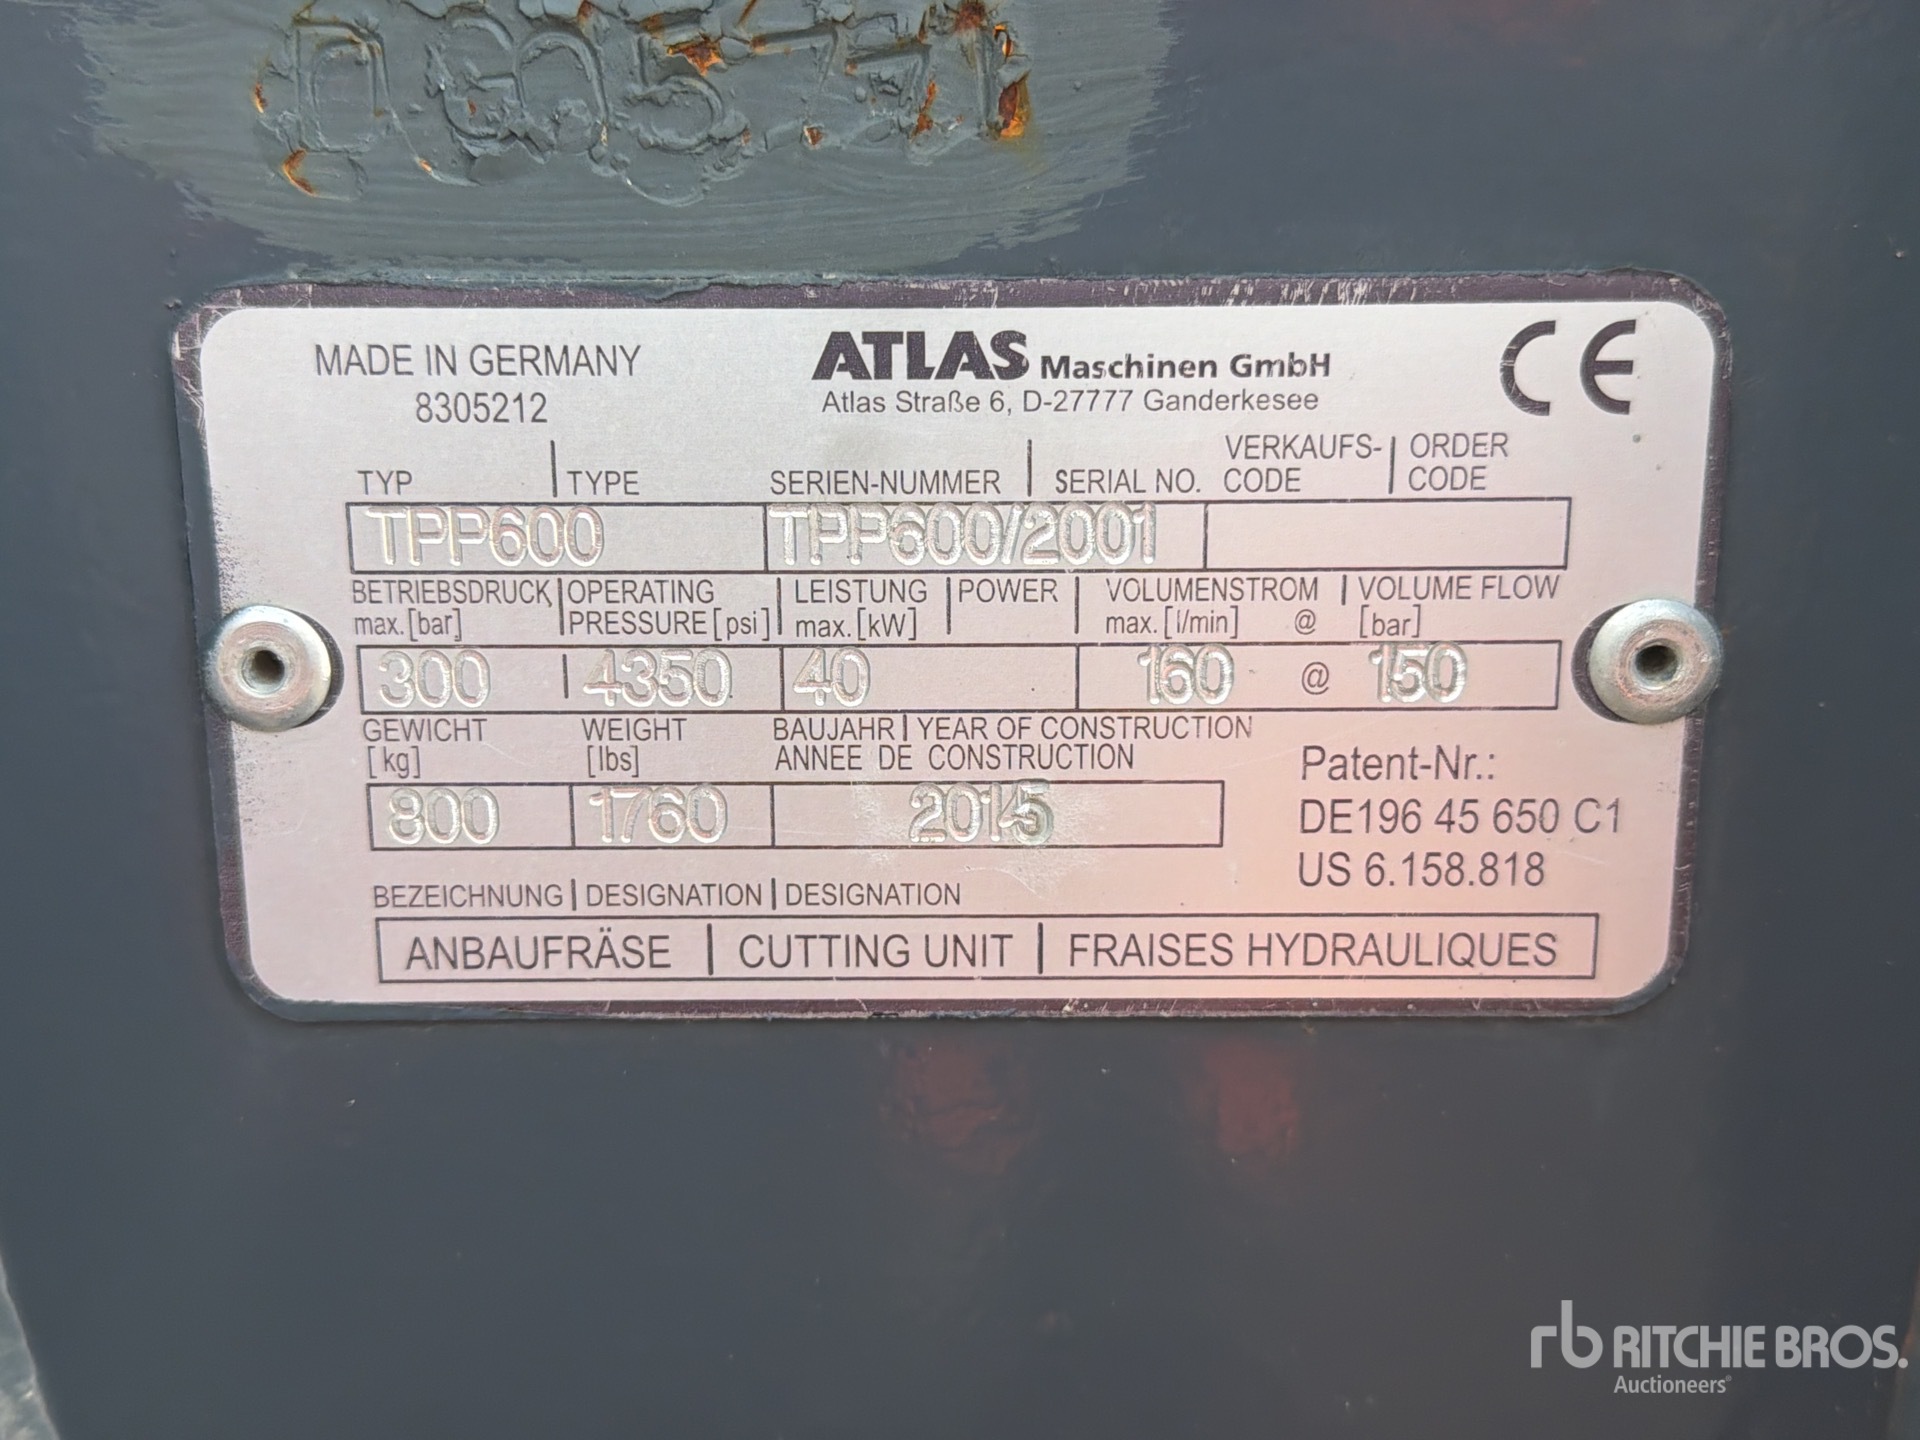 MADE IN GERMANY
8305212
ATLAS Maschinen GmbH
Atlas Straße 6, D-27777 Ganderkesee
CE
TYP | TYPE
SERIEN-NUMMER | SERIAL NO.
VERKAUFS- | ORDER
CODE | CODE
TPP600
TPP600/2001
BETRIEBSDRUCK | OPERATING
max. [bar] | PRESSURE [psi]
LEISTUNG | POWER
max. [kW]
VOLUMENSTROM | VOLUME FLOW
max. [l/min] @ [bar]
300 | 4350
40
160 @ 150
GEWICHT
[kg]
WEIGHT
[lbs]
BAUJAHR | YEAR OF CONSTRUCTION
ANNEE DE CONSTRUCTION
800
1760
2015
Patent-Nr.:
DE196 45 650 C1
US 6.158.818
BEZEICHNUNG | DESIGNATION | DESIGNATION
ANBAUFRÄSE | CUTTING UNIT | FRAISES HYDRAULIQUES
rb RITCHIE BROS.
Auctioneers